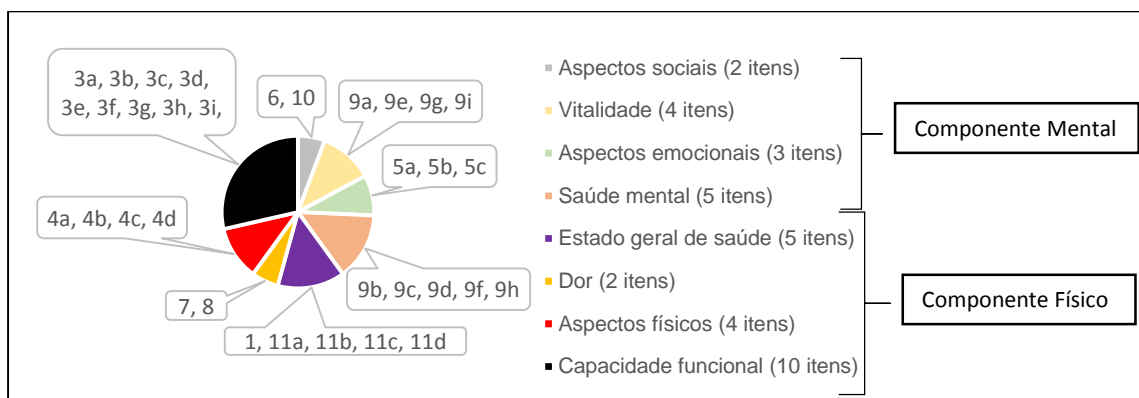 3a, 3b, 3c, 3d,
3e, 3f, 3g, 3h, 3i,
6, 10
9a, 9e, 9g, 9i
5a, 5b, 5c
4a, 4b, 4c, 4d
9b, 9c, 9d, 9f, 9h
7, 8
1, 11a, 11b, 11c, 11d
Aspectos sociais (2 itens)
Vitalidade (4 itens)
Aspectos emocionais (3 itens)
Saúde mental (5 itens)
Estado geral de saúde (5 itens)
Dor (2 itens)
Aspectos físicos (4 itens)
Capacidade funcional (10 itens)
Componente Mental
Componente Físico